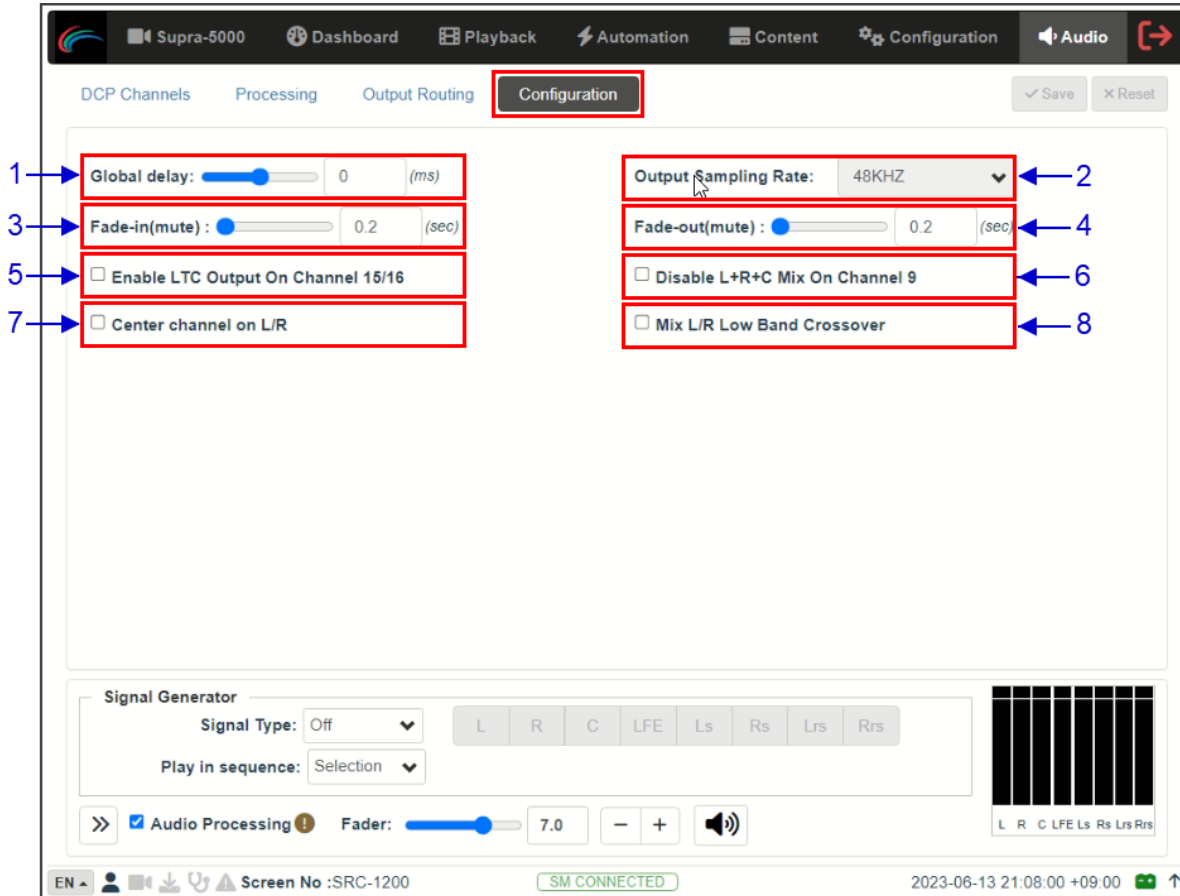 Supra-5000 Dashboard Playback Automation Content Configuration Audio
DCP Channels Processing Output Routing Configuration Save Reset
1 Global delay: 0 (ms) Output Sampling Rate: 48KHZ 2
3 Fade-in(mute) : 0.2 (sec) Fade-out(mute) : 0.2 (sec) 4
5 Enable LTC Output On Channel 15/16 Disable L+R+C Mix On Channel 9 6
7 Center channel on L/R Mix L/R Low Band Crossover 8
Signal Generator
Signal Type: Off L R C LFE Ls Rs Lrs Rrs
Play in sequence: Selection
Audio Processing Fader: 7.0 − + L R C LFE Ls Rs Lrs Rrs
EN Screen No :SRC-1200 SM CONNECTED 2023-06-13 21:08:00 +09:00